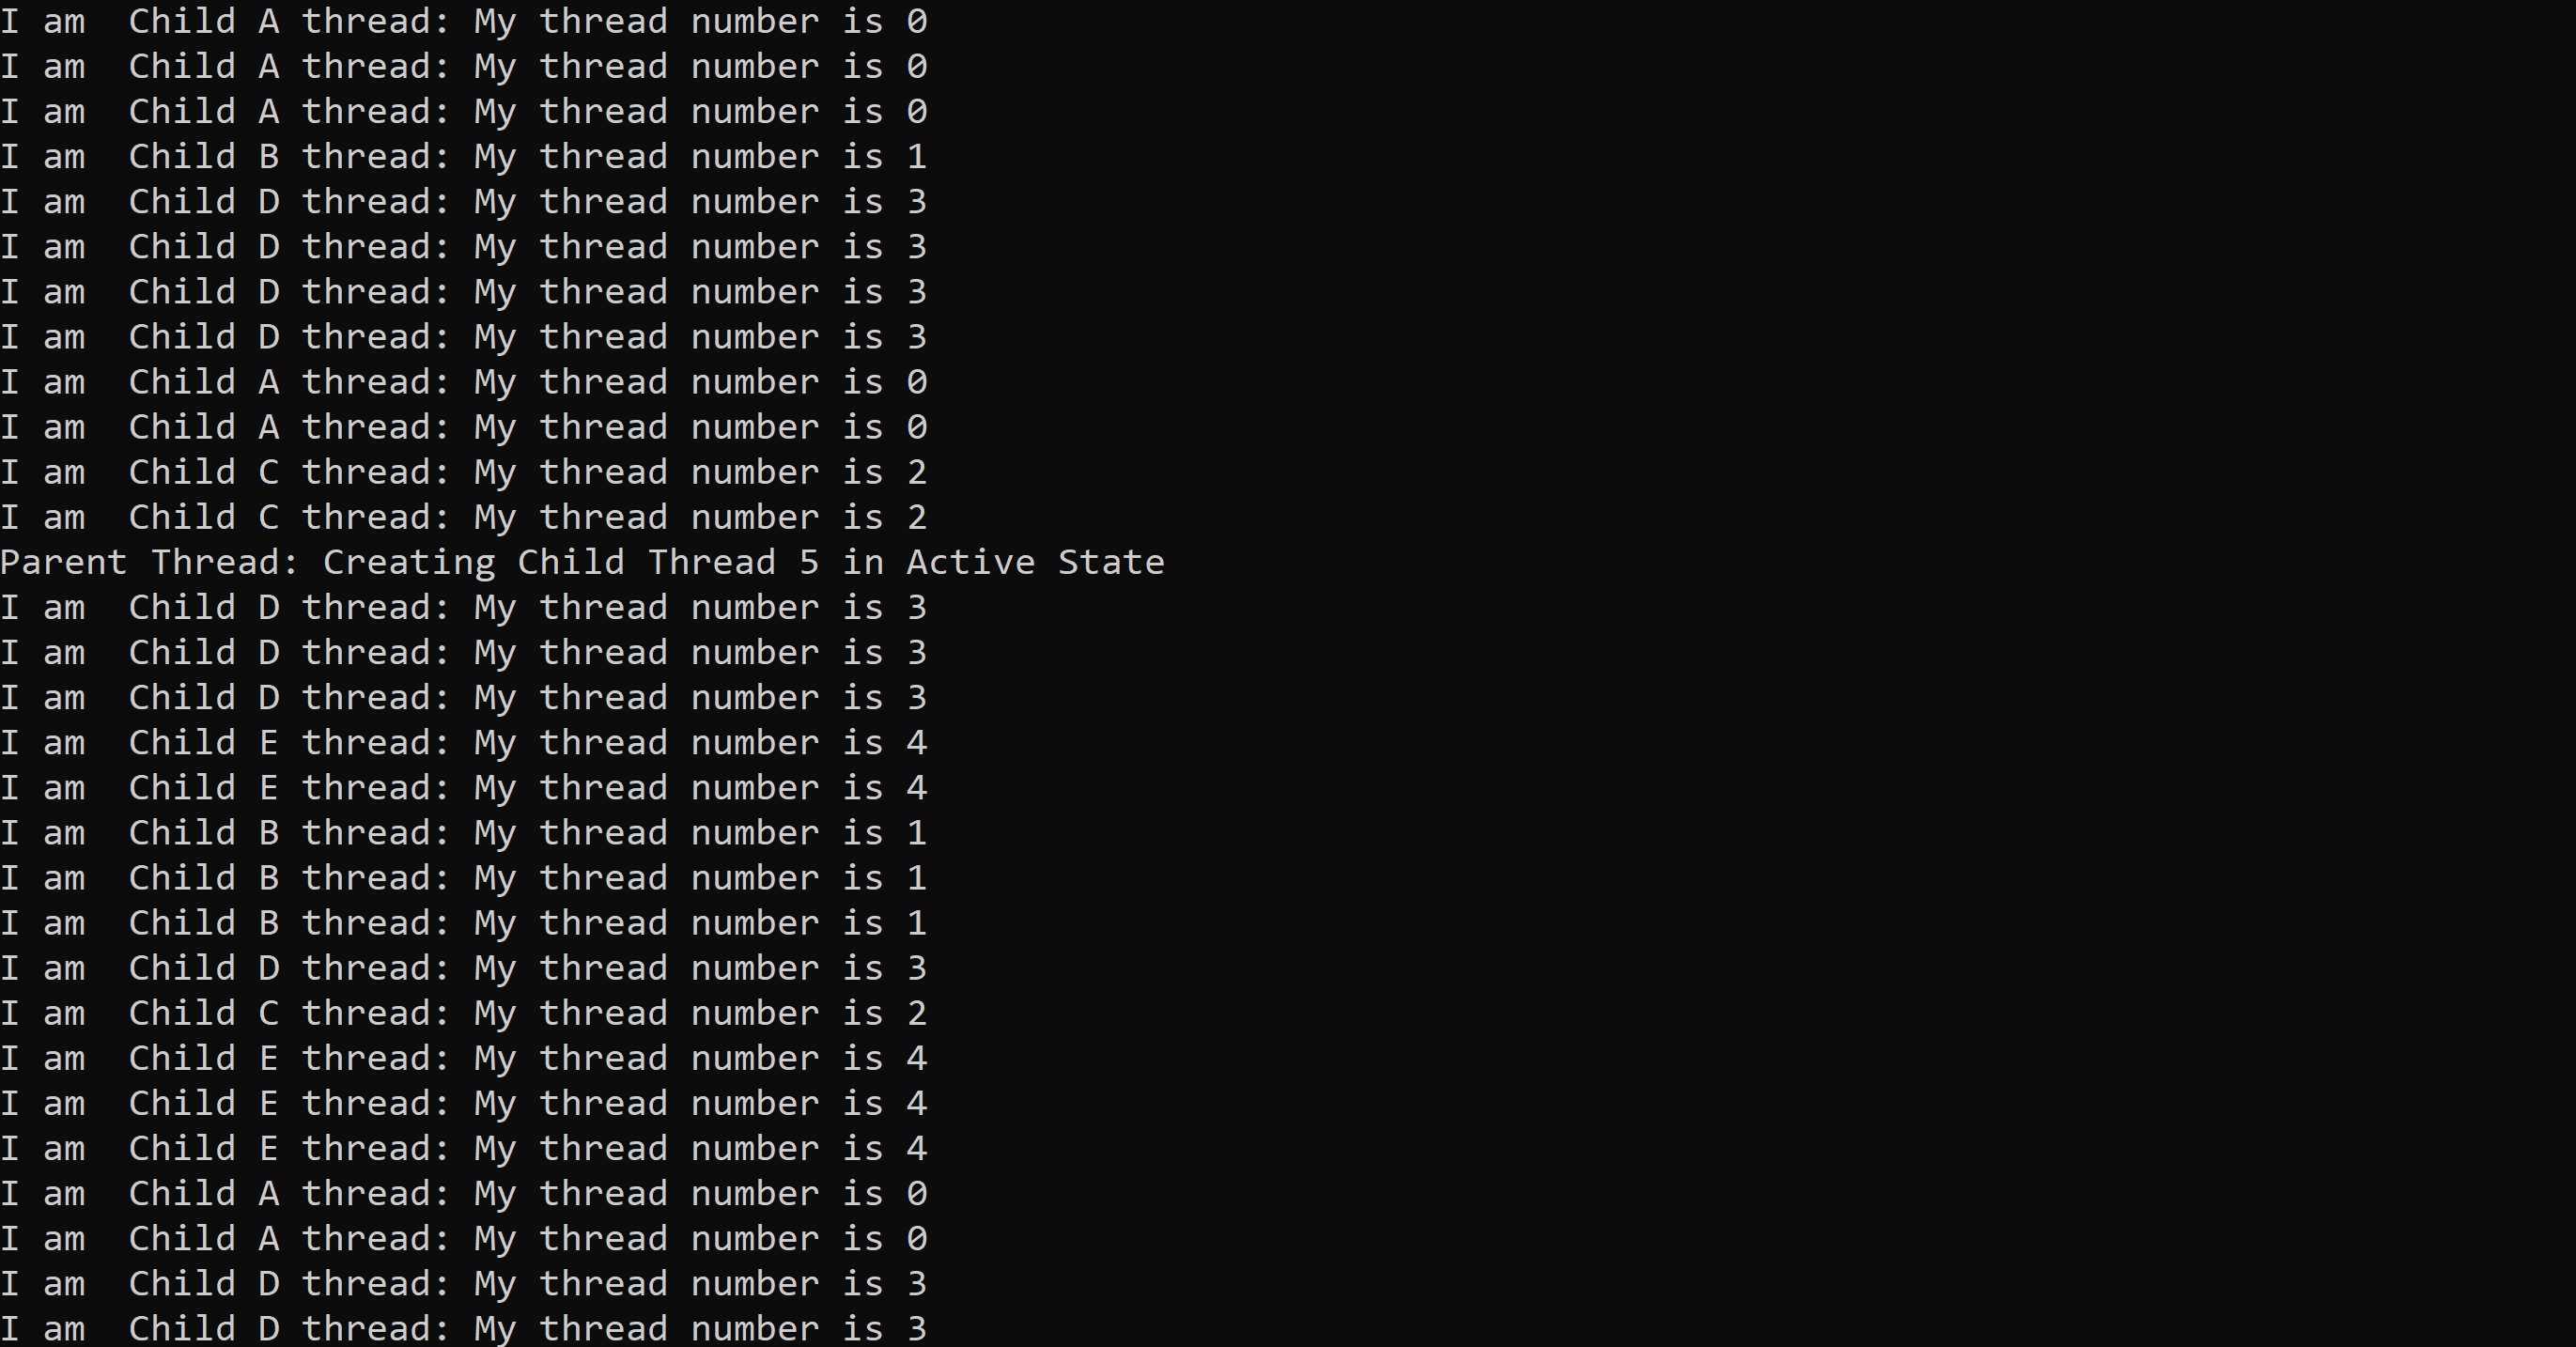 I am  Child A thread: My thread number is 0
I am  Child A thread: My thread number is 0
I am  Child A thread: My thread number is 0
I am  Child B thread: My thread number is 1
I am  Child D thread: My thread number is 3
I am  Child D thread: My thread number is 3
I am  Child D thread: My thread number is 3
I am  Child D thread: My thread number is 3
I am  Child A thread: My thread number is 0
I am  Child A thread: My thread number is 0
I am  Child C thread: My thread number is 2
I am  Child C thread: My thread number is 2
Parent Thread: Creating Child Thread 5 in Active State
I am  Child D thread: My thread number is 3
I am  Child D thread: My thread number is 3
I am  Child D thread: My thread number is 3
I am  Child E thread: My thread number is 4
I am  Child E thread: My thread number is 4
I am  Child B thread: My thread number is 1
I am  Child B thread: My thread number is 1
I am  Child B thread: My thread number is 1
I am  Child D thread: My thread number is 3
I am  Child C thread: My thread number is 2
I am  Child E thread: My thread number is 4
I am  Child E thread: My thread number is 4
I am  Child E thread: My thread number is 4
I am  Child A thread: My thread number is 0
I am  Child A thread: My thread number is 0
I am  Child D thread: My thread number is 3
I am  Child D thread: My thread number is 3